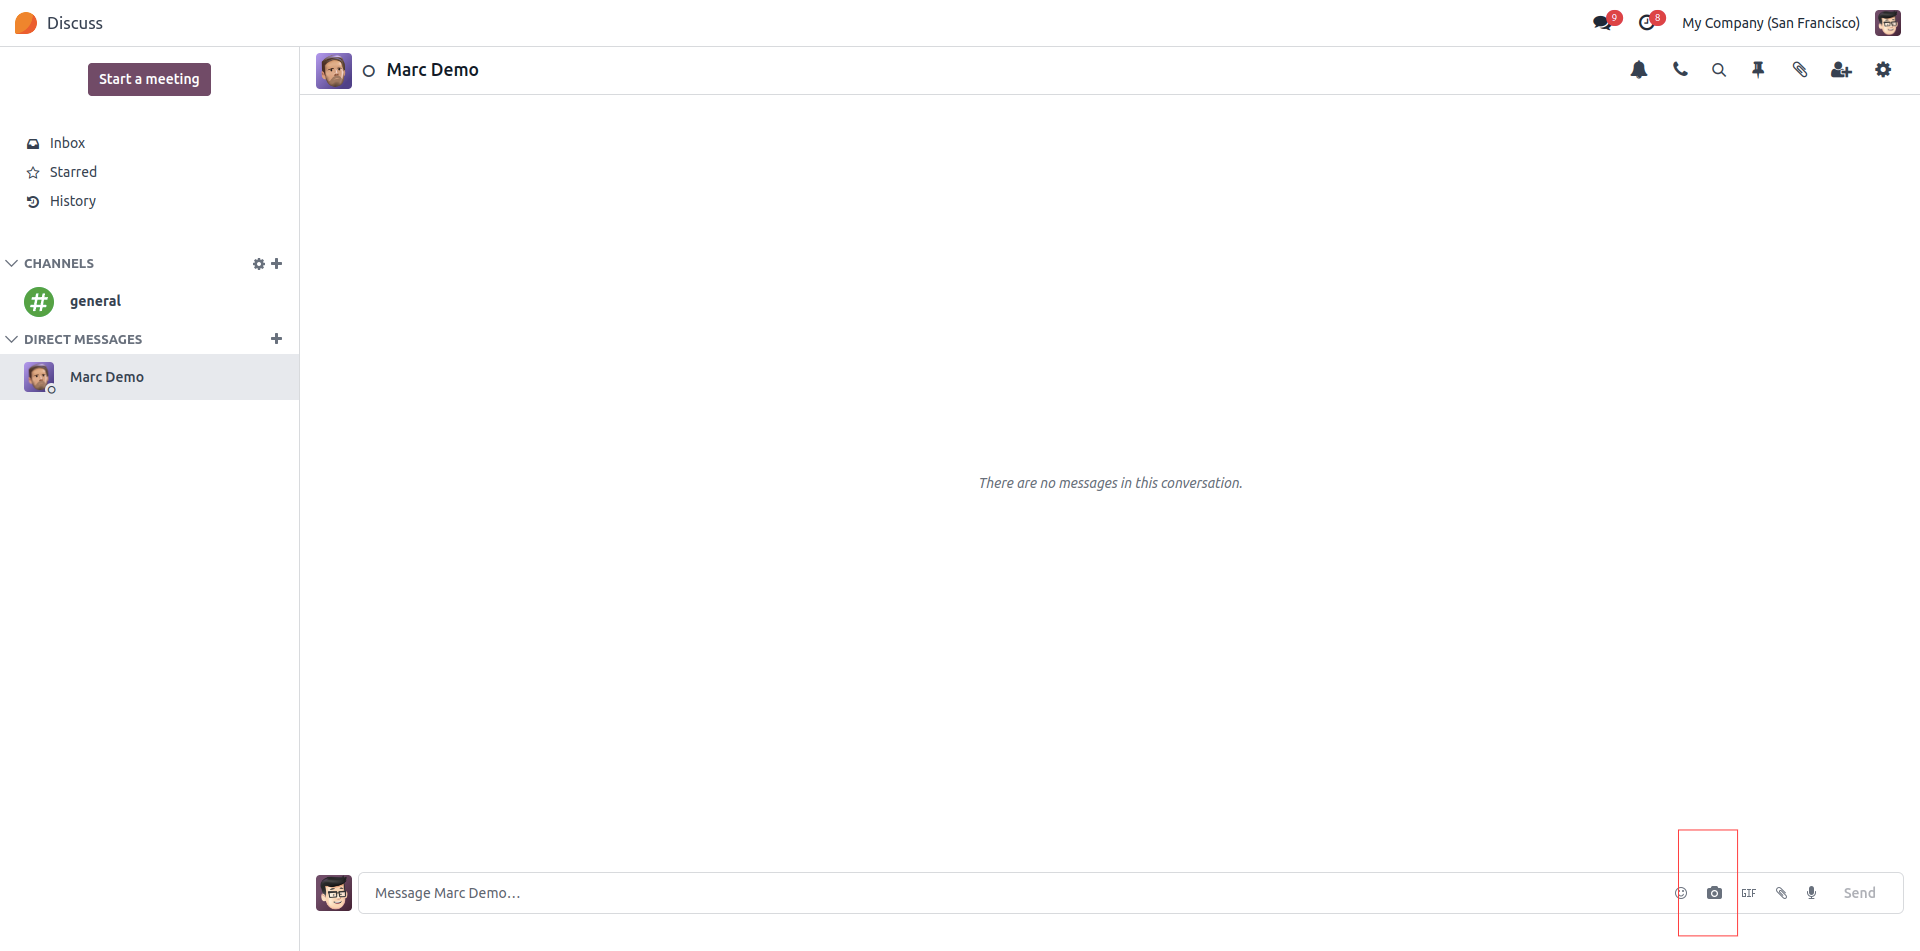 Discuss
9
8
My Company (San Francisco)
Start a meeting
Marc Demo
Inbox
Starred
History
CHANNELS
general
DIRECT MESSAGES
Marc Demo
There are no messages in this conversation.
Message Marc Demo…
GIF
Send